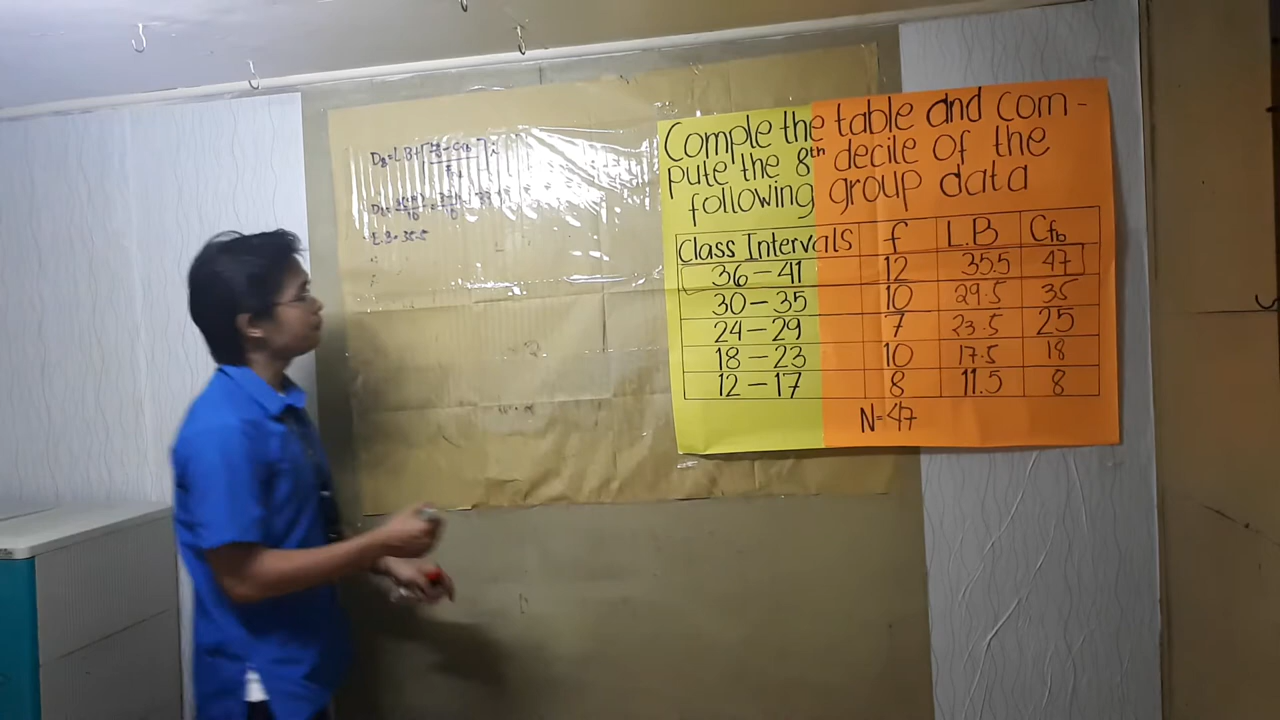 Comple the table and com-
pute the 8th decile of the
following group data
Class Intervals f L.B Cfb
36-41 12 35.5 47
30-35 10 29.5 35
24-29 7 23.5 25
18-23 10 17.5 18
12-17 8 11.5 8
N=47
L.B= 35.5